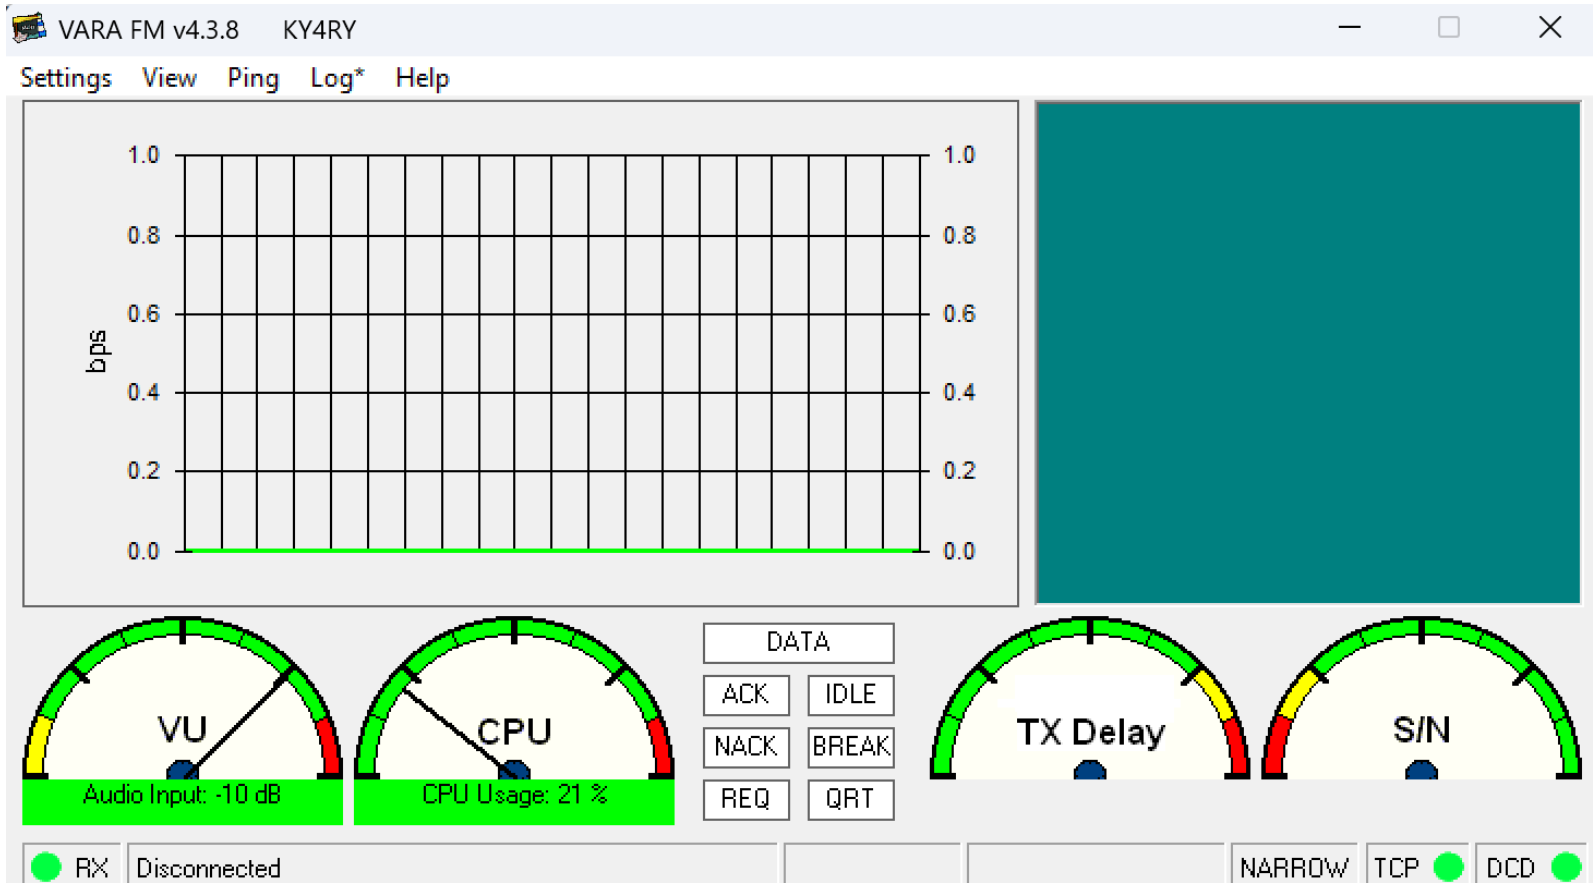 VARA FM v4.3.8 KY4RY
Settings View Ping Log* Help
1.0 1.0
0.8 0.8
0.6 0.6
bps
0.4 0.4
0.2 0.2
0.0 0.0
VU
Audio Input: -10 dB
CPU
CPU Usage: 21 %
DATA
ACK IDLE
NACK BREAK
REQ QRT
TX Delay
S/N
RX Disconnected NARROW TCP DCD